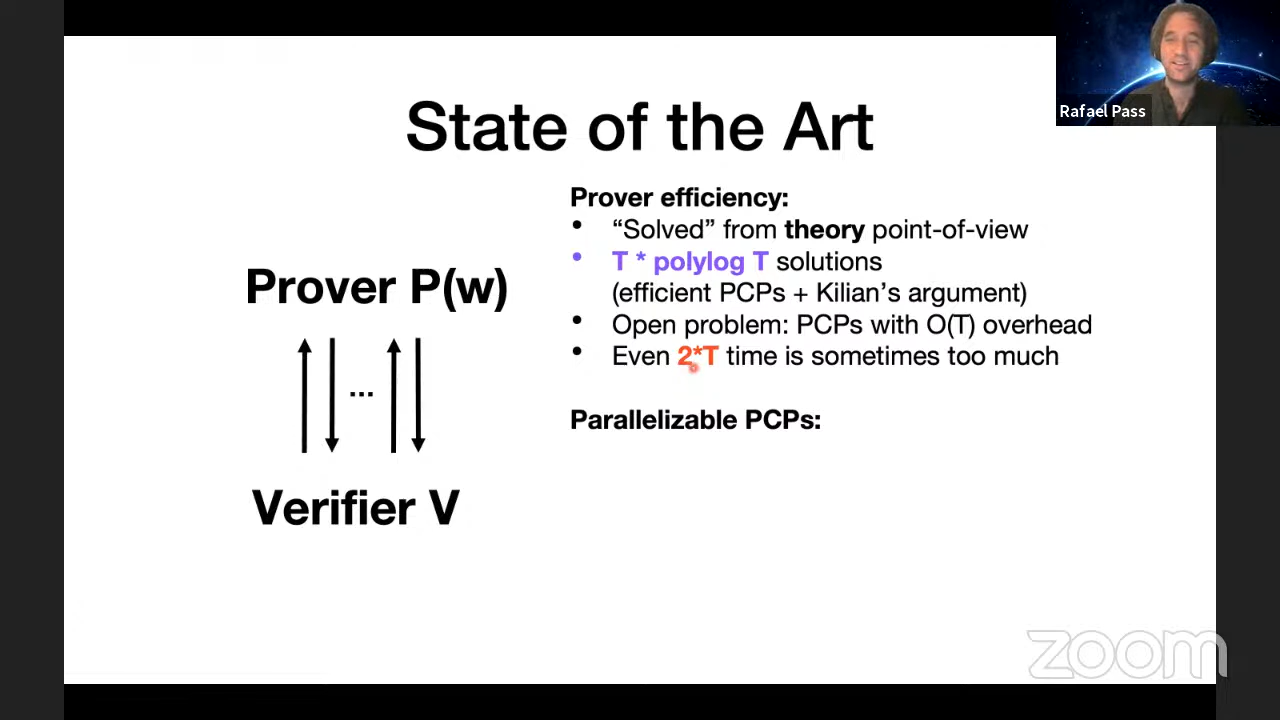 Rafael Pass
State of the Art
Prover efficiency:
• “Solved” from theory point-of-view
• T * polylog T solutions
(efficient PCPs + Kilian’s argument)
• Open problem: PCPs with O(T) overhead
• Even 2*T time is sometimes too much
Parallelizable PCPs:
Prover P(w)
...
Verifier V
zoom